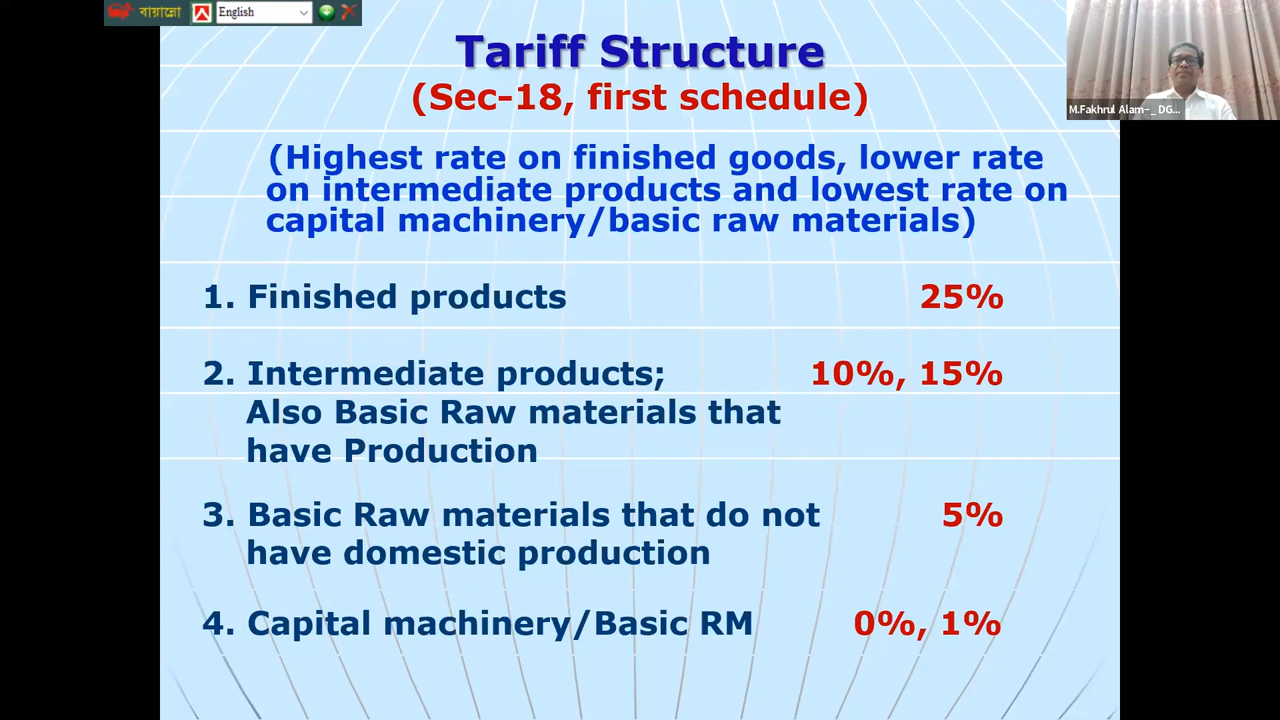 বায়ান্নো English
Tariff Structure
(Sec-18, first schedule)
M.Fakhrul Alam-_ DG...
(Highest rate on finished goods, lower rate
on intermediate products and lowest rate on
capital machinery/basic raw materials)
1. Finished products 25%
2. Intermediate products; 10%, 15%
Also Basic Raw materials that
have Production
3. Basic Raw materials that do not 5%
have domestic production
4. Capital machinery/Basic RM 0%, 1%